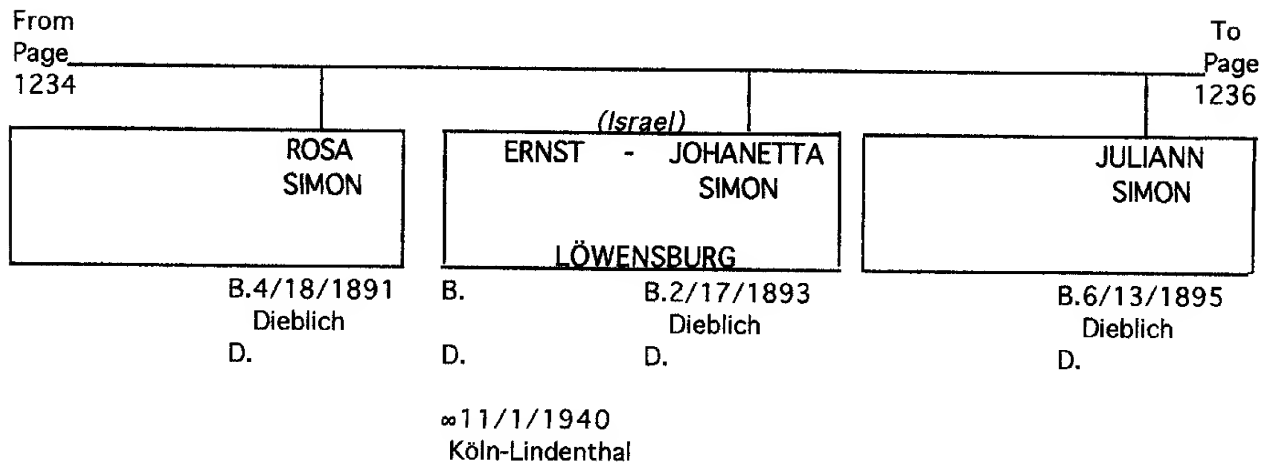 From
Page
1234
To
Page
1236
ROSA
SIMON
B.4/18/1891
Dieblich
D.
(Israel)
ERNST - JOHANETTA
SIMON
LÖWENSBURG
B. B.2/17/1893
Dieblich
D. D.
∞11/1/1940
Köln-Lindenthal
JULIANN
SIMON
B.6/13/1895
Dieblich
D.